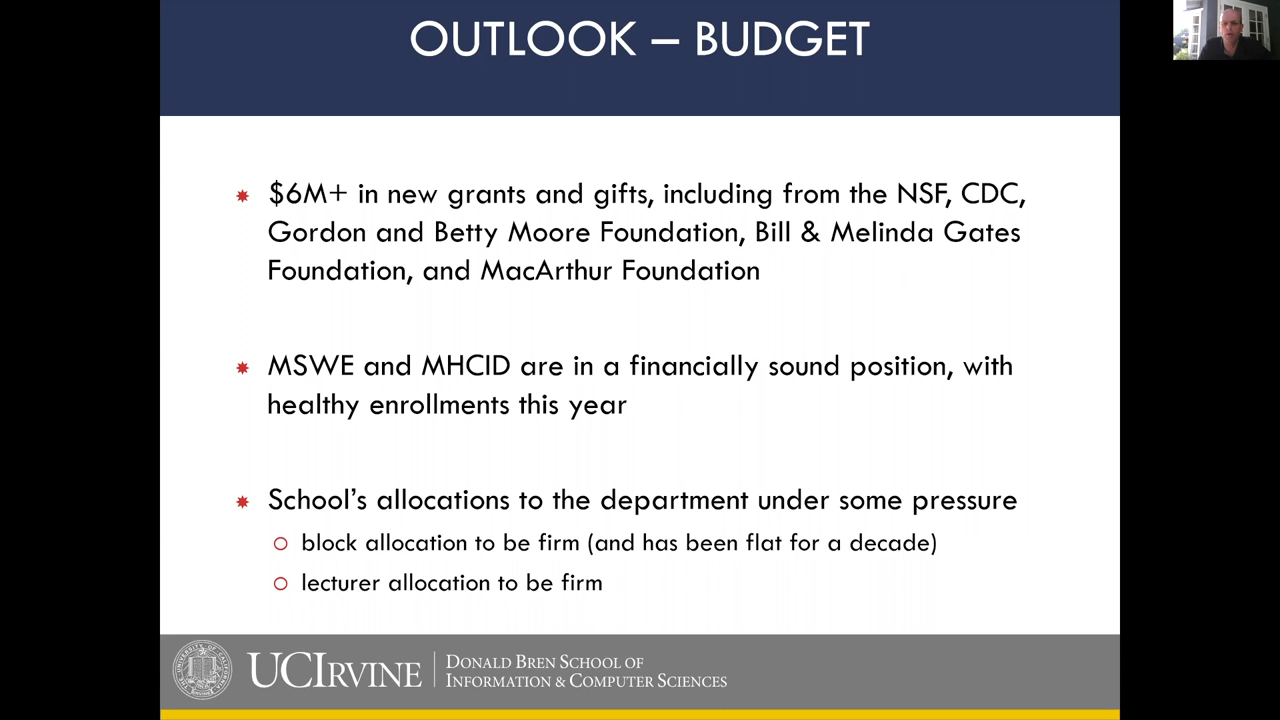 OUTLOOK – BUDGET
$6M+ in new grants and gifts, including from the NSF, CDC,
Gordon and Betty Moore Foundation, Bill & Melinda Gates
Foundation, and MacArthur Foundation
MSWE and MHCID are in a financially sound position, with
healthy enrollments this year
School’s allocations to the department under some pressure
block allocation to be firm (and has been flat for a decade)
lecturer allocation to be firm
UCIRVINE
DONALD BREN SCHOOL OF
INFORMATION & COMPUTER SCIENCES